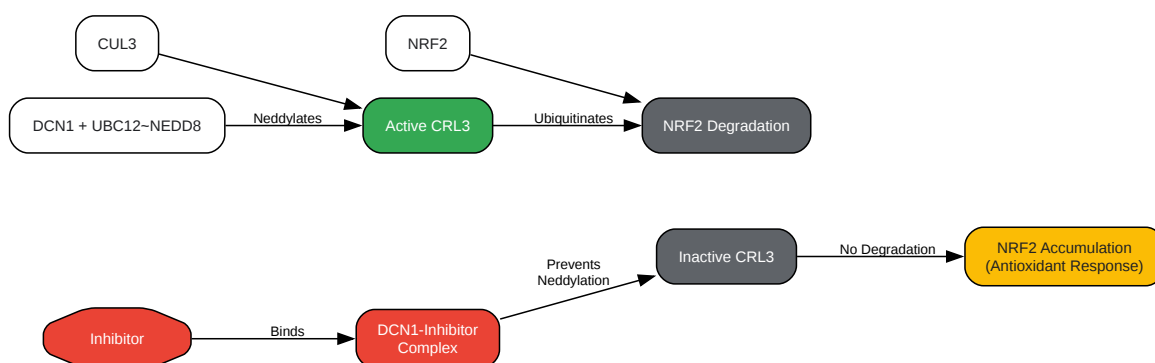 CUL3
NRF2
DCN1 + UBC12~NEDD8
Neddylates
Active CRL3
Ubiquitinates
NRF2 Degradation
Inhibitor
Binds
DCN1-Inhibitor
Complex
Prevents
Neddylation
Inactive CRL3
No Degradation
NRF2 Accumulation
(Antioxidant Response)